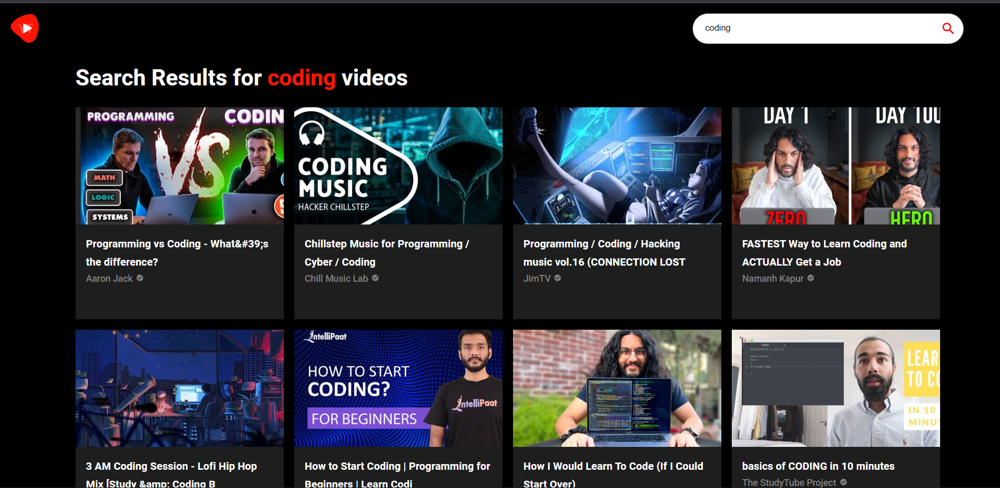 YT
coding
Search Results for coding videos
PROGRAMMING
CODIN
VS
MATH
LOGIC
SYSTEMS
CODING
MUSIC
HACKER CHILLSTEP
DAY 1
DAY 100
ZERO
HERO
Programming vs Coding - What&#39;s
the difference?
Aaron Jack
Chillstep Music for Programming /
Cyber / Coding
Chill Music Lab
Programming / Coding / Hacking
music vol.16 (CONNECTION LOST
JimTV
FASTEST Way to Learn Coding and
ACTUALLY Get a Job
Namanh Kapur
IntelliPaat
HOW TO START
CODING?
FOR BEGINNERS
IntelliPaat
LEAR
TO CO
IN 10
MINUT
3 AM Coding Session - Lofi Hip Hop
Mix [Study &amp; Coding B
How to Start Coding | Programming for
Beginners | Learn Codi
How I Would Learn To Code (If I Could
Start Over)
basics of CODING in 10 minutes
The StudyTube Project